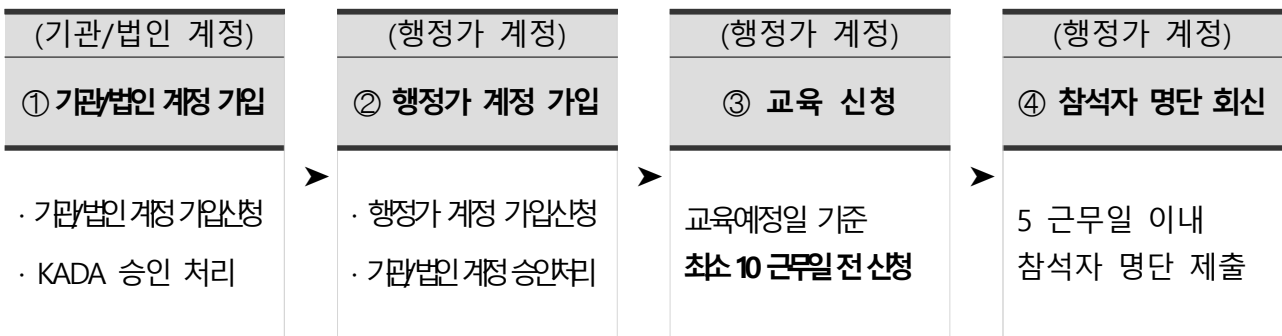 (기관/법인 계정)
① 기관/법인 계정 가입
· 기관/법인 계정 가입신청
· KADA 승인 처리
➤
(행정가 계정)
② 행정가 계정 가입
· 행정가 계정 가입신청
· 기관/법인 계정 승인처리
➤
(행정가 계정)
③ 교육 신청
교육예정일 기준
최소 10 근무일 전 신청
➤
(행정가 계정)
④ 참석자 명단 회신
5 근무일 이내
참석자 명단 제출